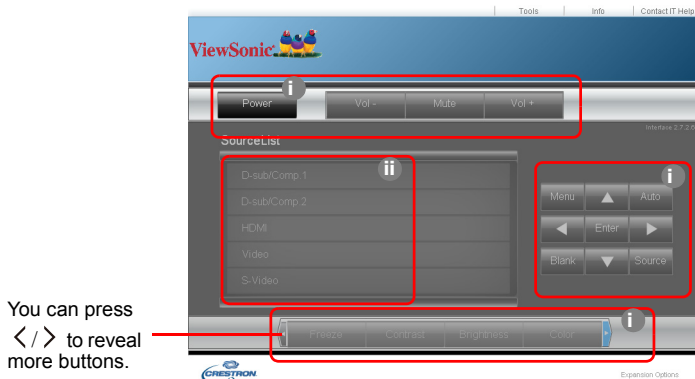 Tools Info Contact IT Help
ViewSonic
i
Power Vol - Mute Vol +
Interface 2.7.2.6
SourceList
ii
i
D-sub/Comp.1
D-sub/Comp.2
HDMI
Video
S-Video
Menu Auto
Enter
Blank Source
i
Freeze Contrast Brightness Color
You can press
〈/〉 to reveal
more buttons.
CRESTRON
Expansion Options